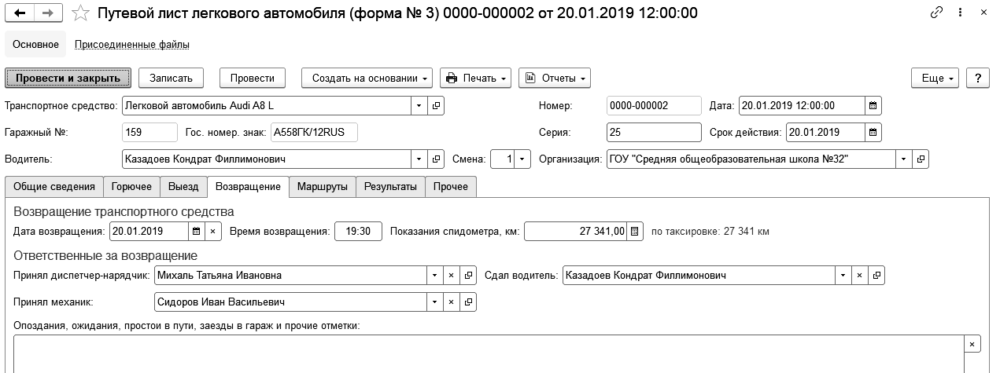 Путевой лист легкового автомобиля (форма № 3) 0000-000002 от 20.01.2019 12:00:00
Основное Присоединенные файлы
Провести и закрыть Записать Провести Создать на основании Печать Отчеты Еще ?
Транспортное средство: Легковой автомобиль Audi A8 L Номер: 0000-000002 Дата: 20.01.2019 12:00:00
Гаражный №: 159 Гос. номер. знак: А558ГК/12RUS Серия: 25 Срок действия: 20.01.2019
Водитель: Казадоев Кондрат Филлимонович Смена: 1 Организация: ГОУ "Средняя общеобразовательная школа №32"
Общие сведения Горючее Выезд Возвращение Маршруты Результаты Прочее
Возвращение транспортного средства
Дата возвращения: 20.01.2019 Время возвращения: 19:30 Показания спидометра, км: 27 341,00 по таксировке: 27 341 км
Ответственные за возвращение
Принял диспетчер-нарядчик: Михаль Татьяна Ивановна Сдал водитель: Казадоев Кондрат Филлимонович
Принял механик: Сидоров Иван Васильевич
Опоздания, ожидания, простои в пути, заезды в гараж и прочие отметки: